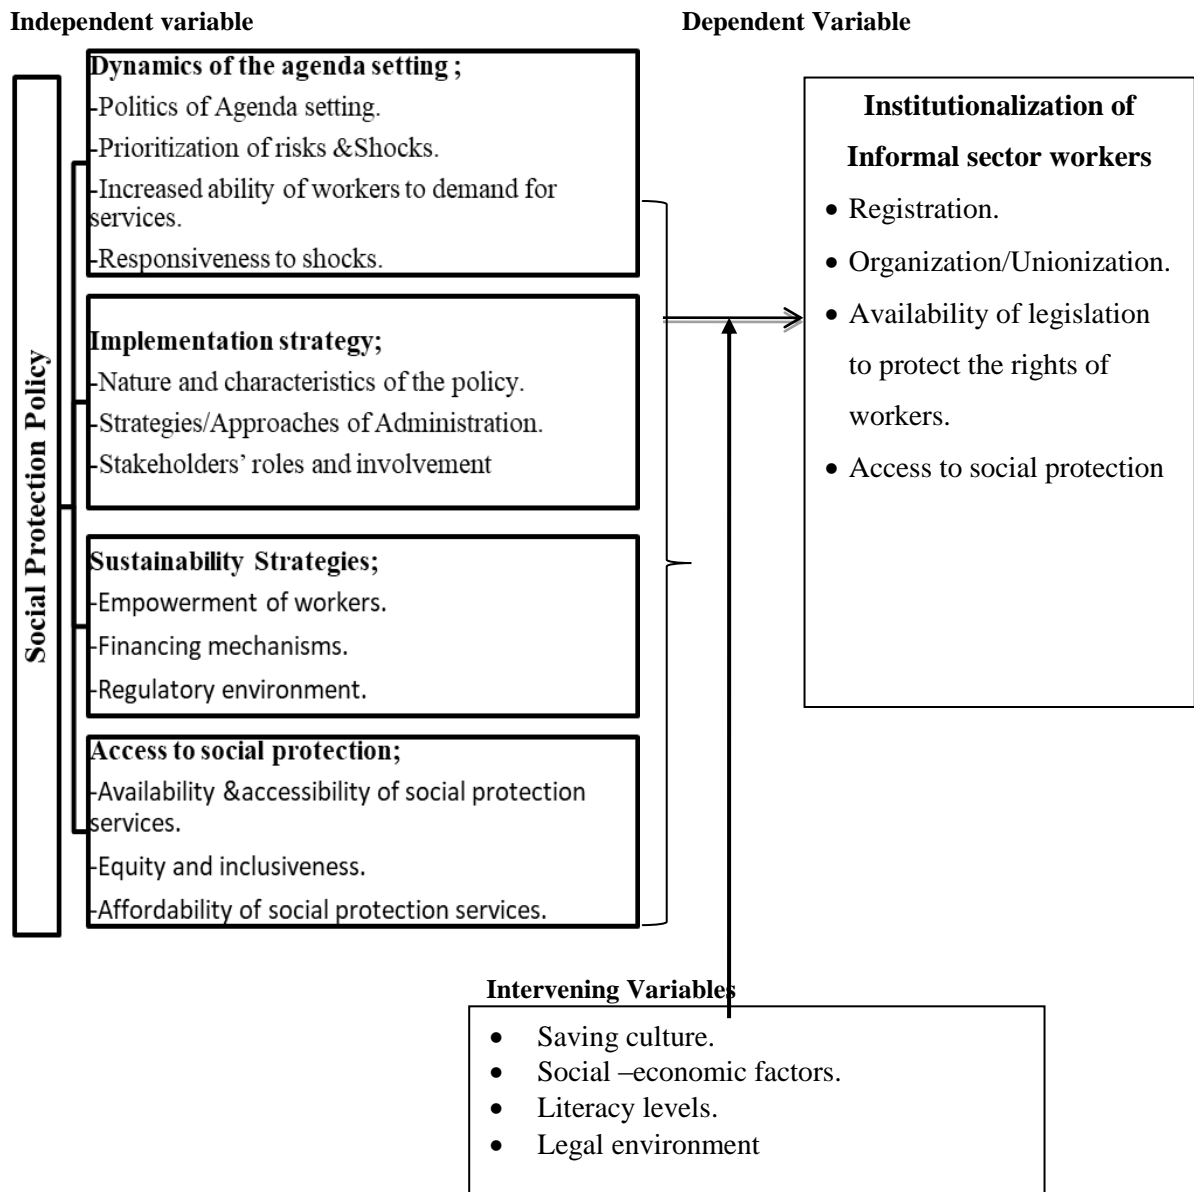 Independent variable
Dependent Variable
Social Protection Policy
Dynamics of the agenda setting ;
-Politics of Agenda setting.
-Prioritization of risks &Shocks.
-Increased ability of workers to demand for
services.
-Responsiveness to shocks.
Implementation strategy;
-Nature and characteristics of the policy.
-Strategies/Approaches of Administration.
-Stakeholders’ roles and involvement
Sustainability Strategies;
-Empowerment of workers.
-Financing mechanisms.
-Regulatory environment.
Access to social protection;
-Availability &accessibility of social protection
services.
-Equity and inclusiveness.
-Affordability of social protection services.
Institutionalization of
Informal sector workers
• Registration.
• Organization/Unionization.
• Availability of legislation
to protect the rights of
workers.
• Access to social protection
Intervening Variables
• Saving culture.
• Social –economic factors.
• Literacy levels.
• Legal environment